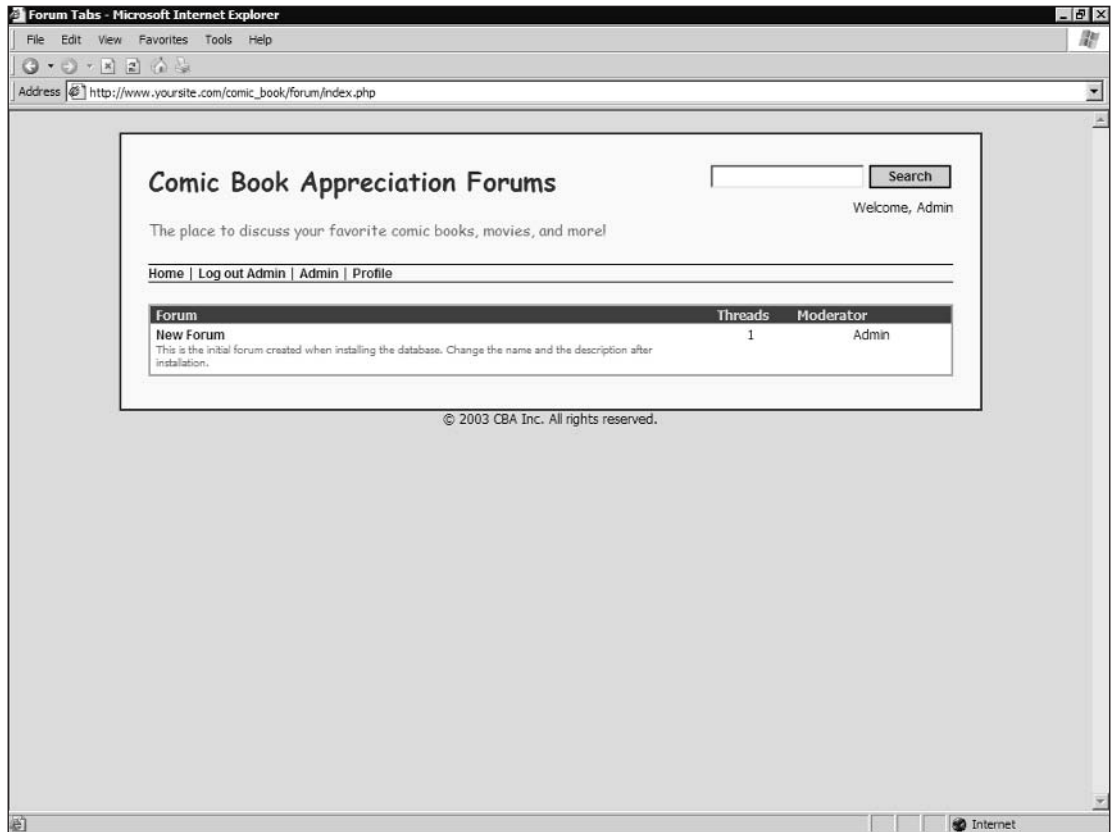 Forum Tabs - Microsoft Internet Explorer
File Edit View Favorites Tools Help
Address http://www.yoursite.com/comic_book/forum/index.php
Comic Book Appreciation Forums
Search
Welcome, Admin
The place to discuss your favorite comic books, movies, and more!
Home | Log out Admin | Admin | Profile
Forum Threads Moderator
New Forum 1 Admin
This is the initial forum created when installing the database. Change the name and the description after
installation.
© 2003 CBA Inc. All rights reserved.
Internet